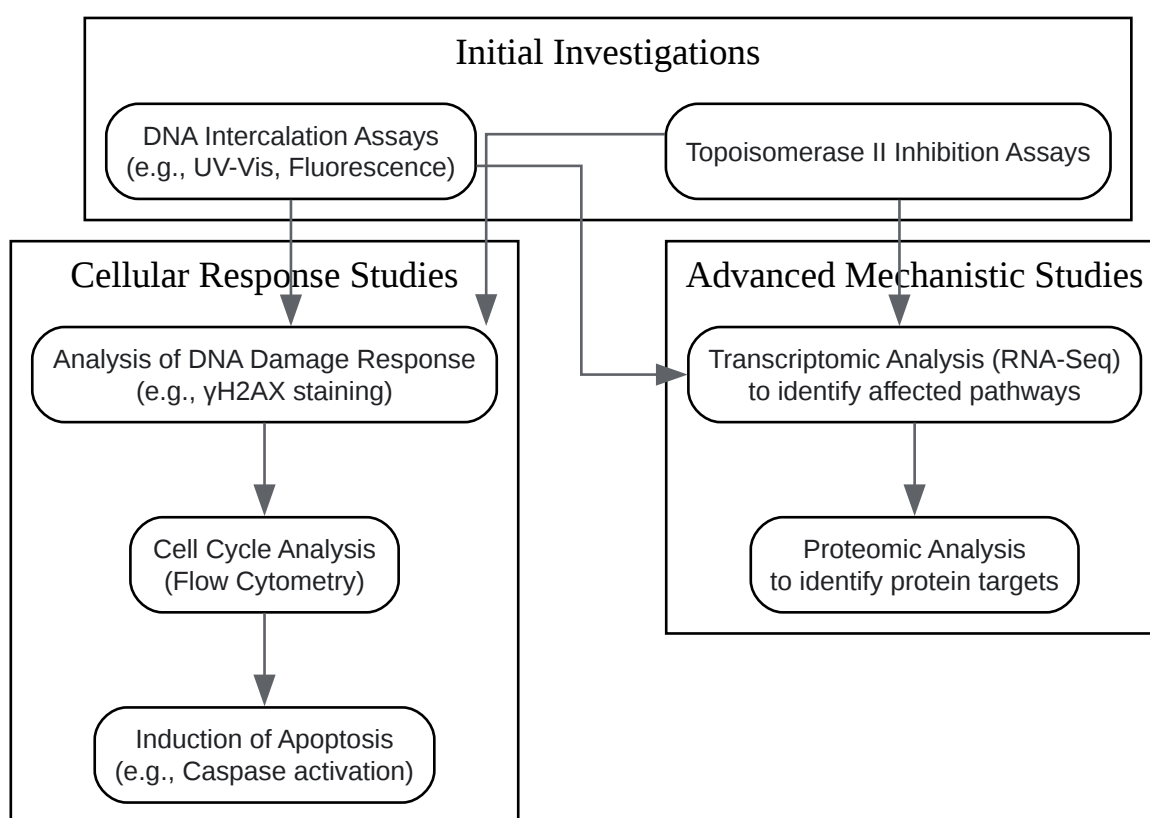 Initial Investigations
DNA Intercalation Assays
(e.g., UV-Vis, Fluorescence)
Topoisomerase II Inhibition Assays
Cellular Response Studies
Analysis of DNA Damage Response
(e.g., γH2AX staining)
Cell Cycle Analysis
(Flow Cytometry)
Induction of Apoptosis
(e.g., Caspase activation)
Advanced Mechanistic Studies
Transcriptomic Analysis (RNA-Seq)
to identify affected pathways
Proteomic Analysis
to identify protein targets